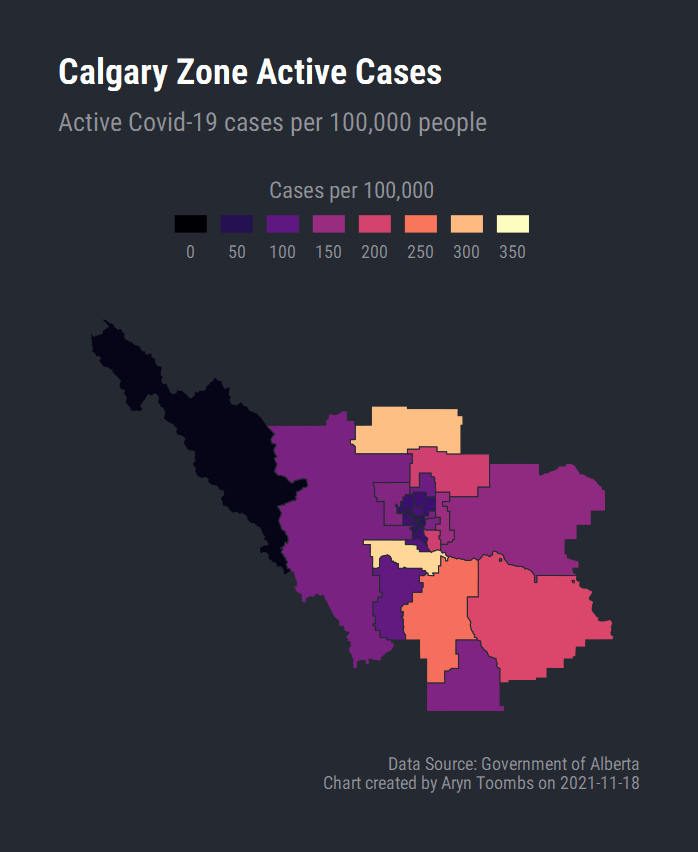 Calgary Zone Active Cases
Active Covid-19 cases per 100,000 people
Cases per 100,000
0 50 100 150 200 250 300 350
Data Source: Government of Alberta
Chart created by Aryn Toombs on 2021-11-18